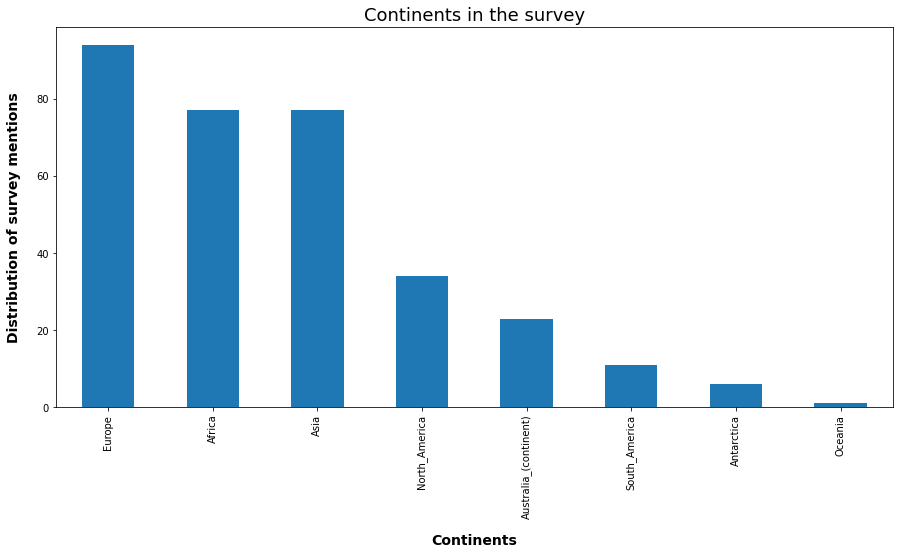 Continents in the survey
Distribution of survey mentions
80
60
40
20
0
Europe
Africa
Asia
North_America
Australia_(continent)
South_America
Antarctica
Oceania
Continents